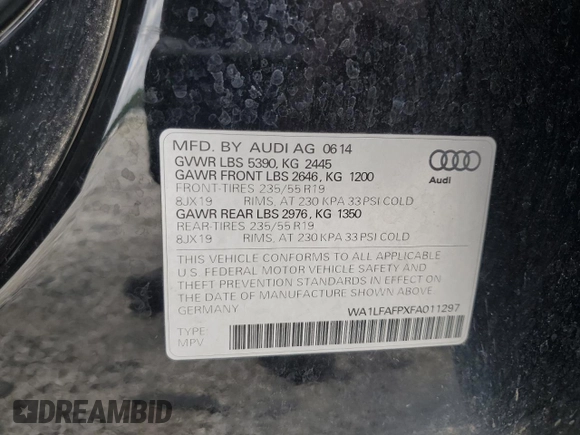 MFD. BY AUDI AG 0614
GVWR LBS 5390, KG 2445
GAWR FRONT LBS 2646, KG 1200
FRONT-TIRES 235/55 R19
8JX19 RIMS, AT 230 KPA 33 PSI COLD
GAWR REAR LBS 2976, KG 1350
REAR-TIRES 235/55 R19
8JX19 RIMS, AT 230 KPA 33 PSI COLD
Audi
THIS VEHICLE CONFORMS TO ALL APPLICABLE
U.S. FEDERAL MOTOR VEHICLE SAFETY AND
THEFT PREVENTION STANDARDS IN EFFECT ON
THE DATE OF MANUFACTURE SHOWN ABOVE.
GERMANY
WA1LFAFPXFA011297
TYPE:
MPV
DREAMBID